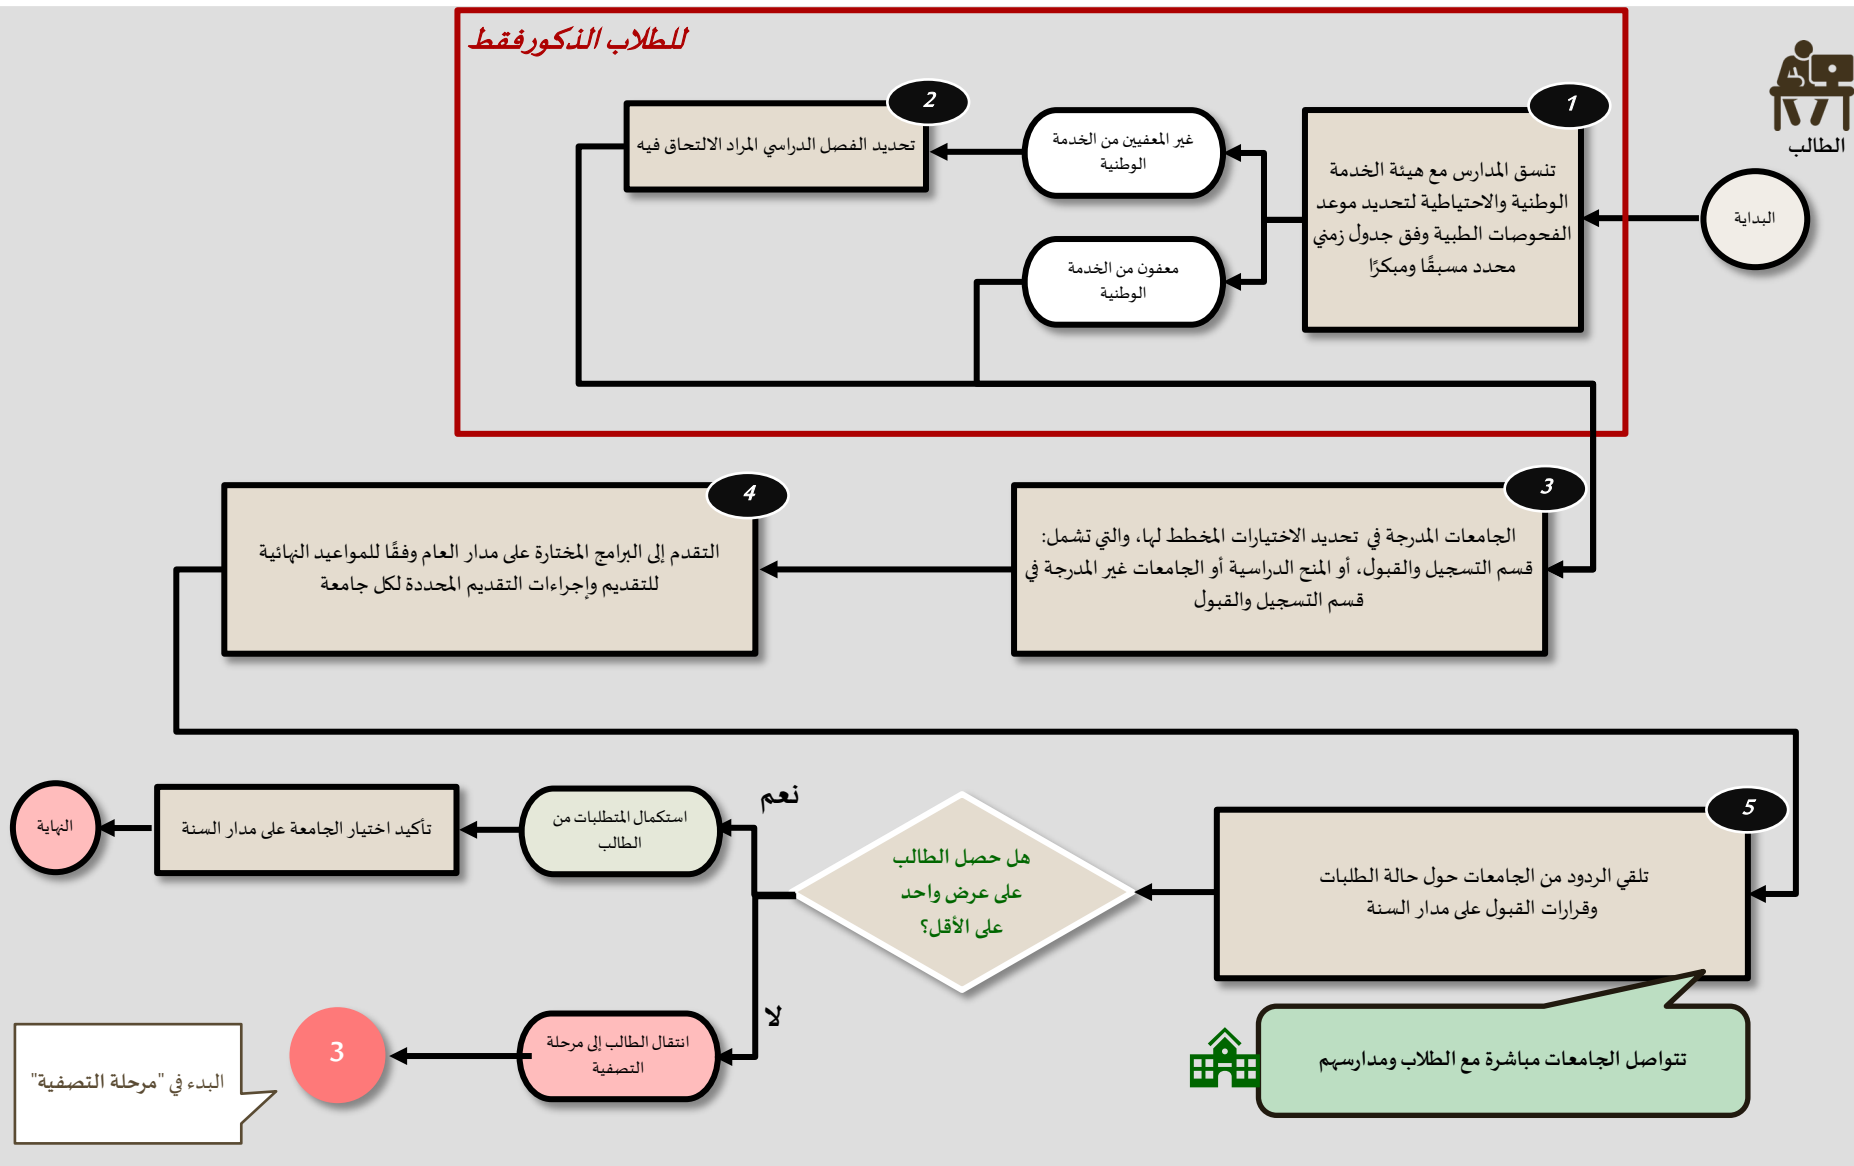 للطلاب الذكور فقط
الطالب
البداية
1
تنسق المدارس مع هيئة الخدمة
الوطنية والاحتياطية لتحديد موعد
الفحوصات الطبية وفق جدول زمني
محدد مسبقًا ومبكرًا
غير المعفيين من الخدمة
الوطنية
معفون من الخدمة
الوطنية
2
تحديد الفصل الدراسي المراد الالتحاق فيه
3
الجامعات المدرجة في تحديد الاختيارات المخطط لها، والتي تشمل:
قسم التسجيل والقبول، أو المنح الدراسية أو الجامعات غير المدرجة في
قسم التسجيل والقبول
4
التقدم إلى البرامج المختارة على مدار العام وفقًا للمواعيد النهائية
للتقديم وإجراءات التقديم المحددة لكل جامعة
5
تلقي الردود من الجامعات حول حالة الطلبات
وقرارات القبول على مدار السنة
تتواصل الجامعات مباشرة مع الطلاب ومدارسهم
هل حصل الطالب
على عرض واحد
على الأقل؟
نعم
استكمال المتطلبات من
الطالب
تأكيد اختيار الجامعة على مدار السنة
النهاية
لا
انتقال الطالب إلى مرحلة
التصفية
3
البدء في "مرحلة التصفية"